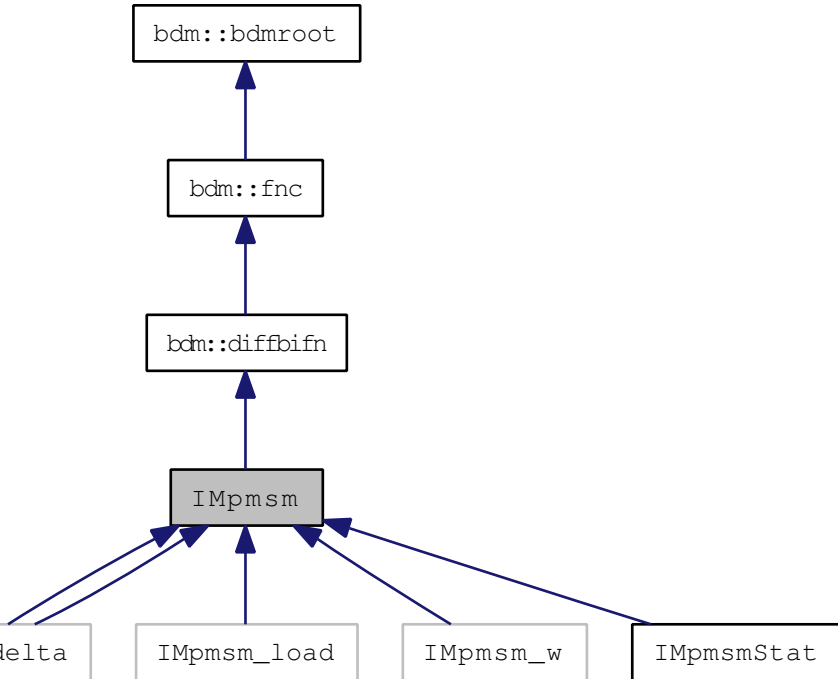 bdm::bdmroot
bdm::fnc
bdm::diffbifn
IMpmsm
delta
IMpmsm_load
IMpmsm_w
IMpmsmStat